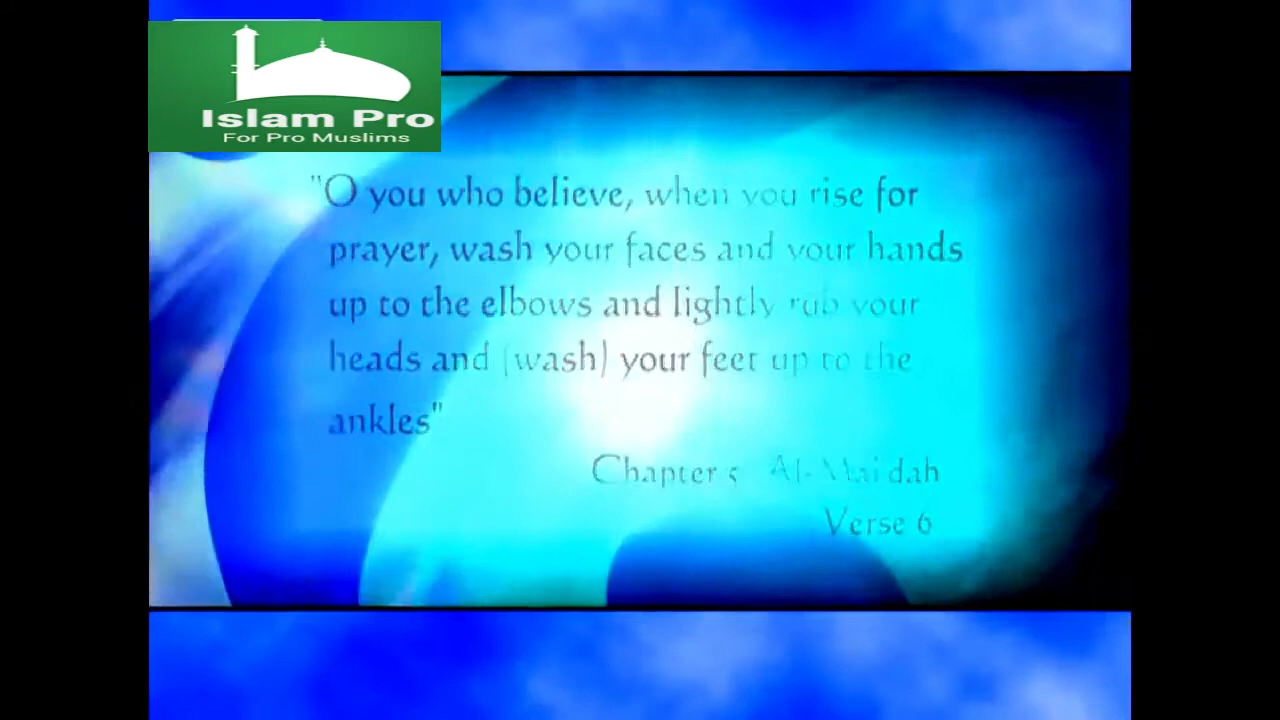 Islam Pro
For Pro Muslims
"O you who believe, when you rise for
prayer, wash your faces and your hands
up to the elbows and lightly rub your
heads and (wash) your feet up to the
ankles"
Chapter 5 Al-Mai'dah
Verse 6